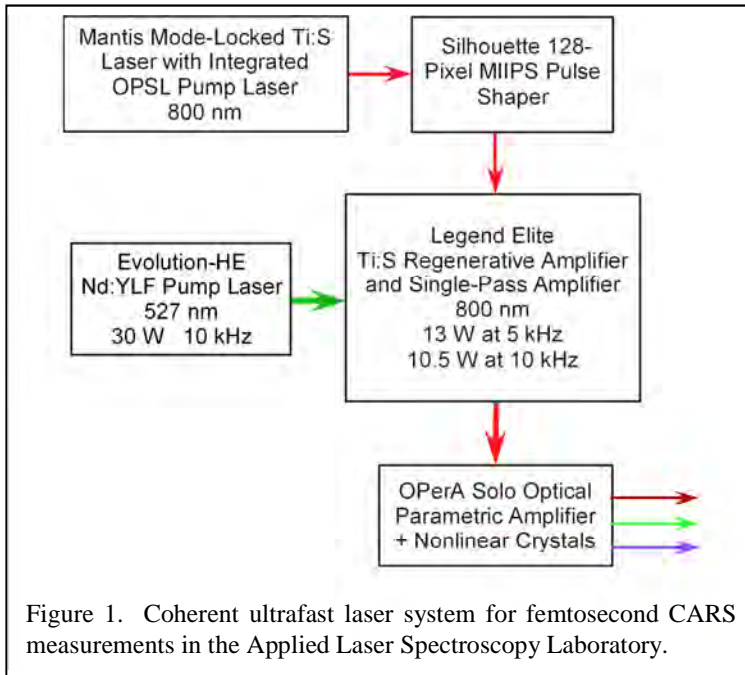 Mantis Mode-Locked Ti:S
Laser with Integrated
OPSL Pump Laser
800 nm
Silhouette 128-
Pixel MIIPS Pulse
Shaper
Evolution-HE
Nd:YLF Pump Laser
527 nm
30 W 10 kHz
Legend Elite
Ti:S Regenerative Amplifier
and Single-Pass Amplifier
800 nm
13 W at 5 kHz
10.5 W at 10 kHz
OPerA Solo Optical
Parametric Amplifier
+ Nonlinear Crystals
Figure 1. Coherent ultrafast laser system for femtosecond CARS
measurements in the Applied Laser Spectroscopy Laboratory.